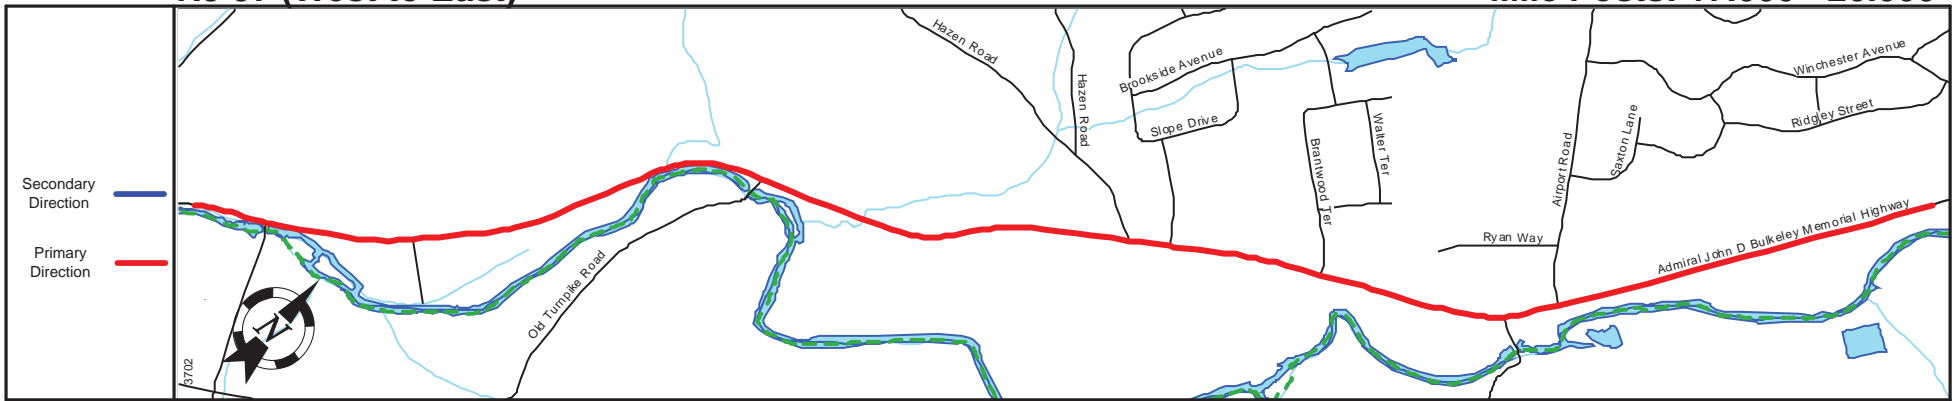 Secondary
Direction
Primary
Direction
Hazen Road
Hazen Road
Brookside Avenue
Slope Drive
Walter Ter
Brantwood Ter
Winchester Avenue
Ridgley Street
Saxton Lane
Airport Road
Ryan Way
Admiral John D Bulkeley Memorial Highway
Old Turnpike Road
N
3702